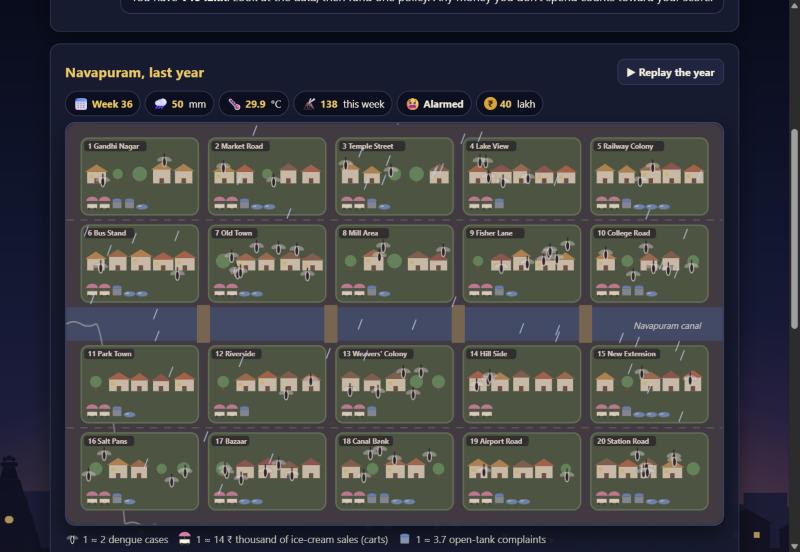 Navapuram, last year
▶ Replay the year
Week 36
50 mm
29.9 °C
138 this week
Alarmed
₹ 40 lakh
1 Gandhi Nagar
2 Market Road
3 Temple Street
4 Lake View
5 Railway Colony
6 Bus Stand
7 Old Town
8 Mill Area
9 Fisher Lane
10 College Road
Navapuram canal
11 Park Town
12 Riverside
13 Weavers' Colony
14 Hill Side
15 New Extension
16 Salt Pans
17 Bazaar
18 Canal Bank
19 Airport Road
20 Station Road
1 ≈ 2 dengue cases
1 ≈ 14 ₹ thousand of ice-cream sales (carts)
1 ≈ 3.7 open-tank complaints